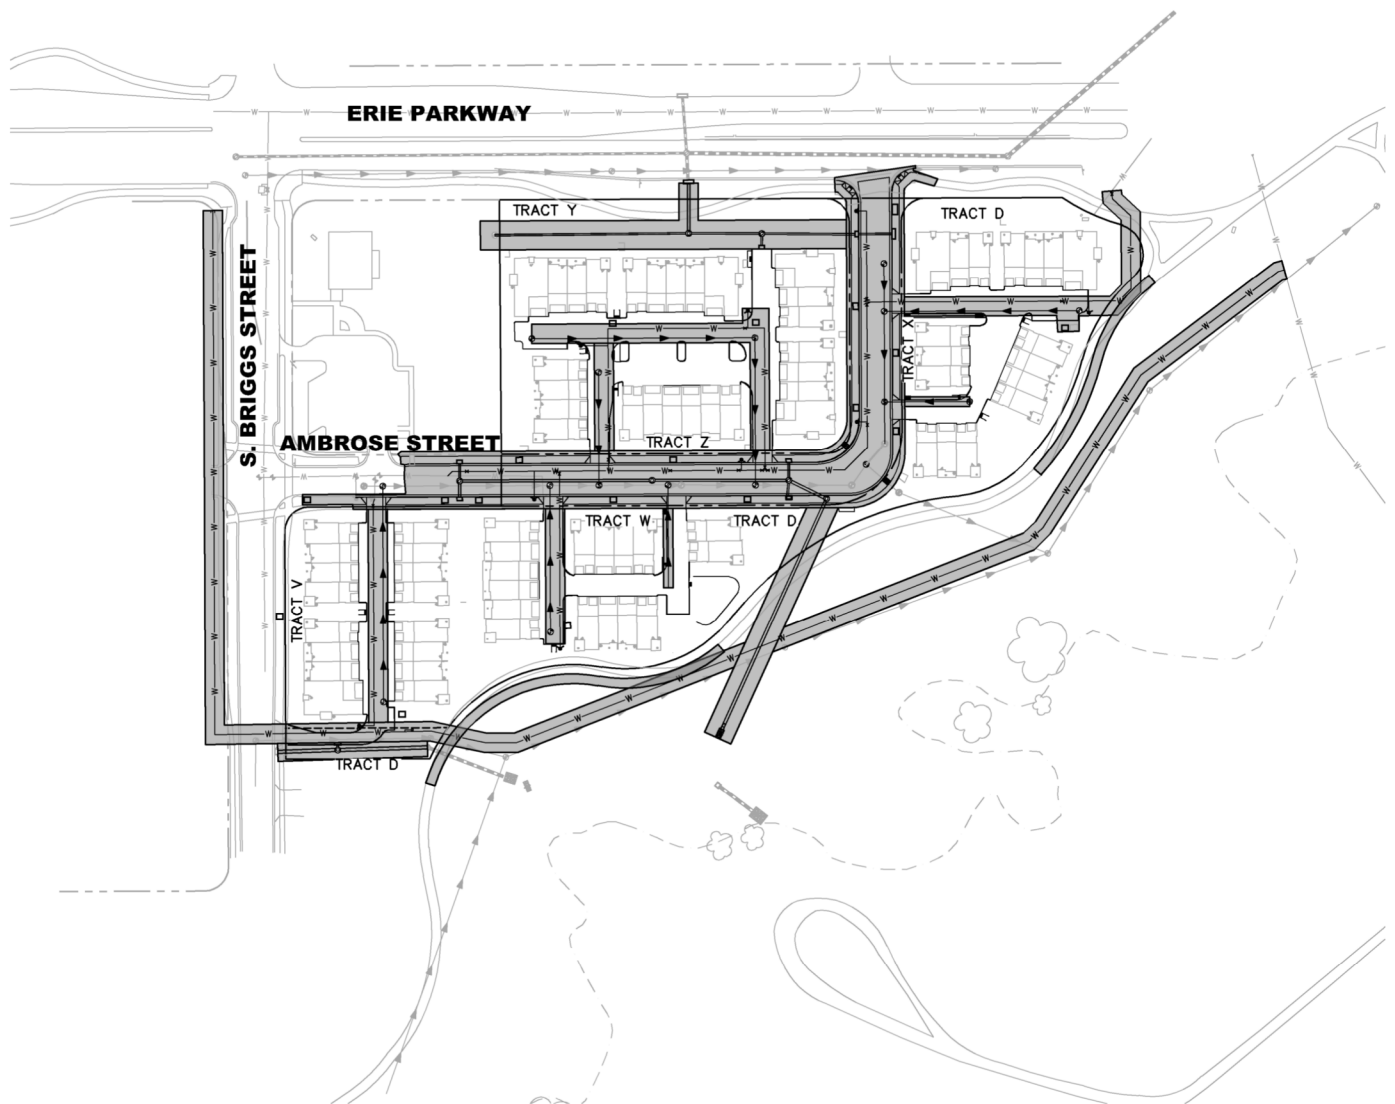 ERIE PARKWAY
TRACT Y
TRACT D
S. BRIGGS STREET
TRACT X
AMBROSE STREET
TRACT Z
TRACT W
TRACT D
TRACT V
TRACT D